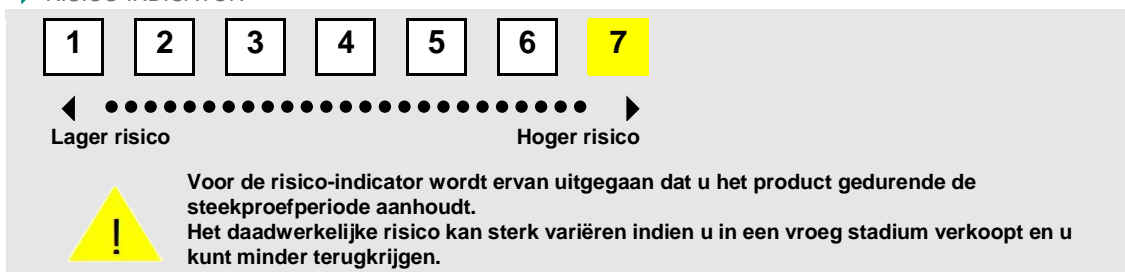 RISICO-INDICATOR
1 2 3 4 5 6 7
Lager risico Hoger risico
! Voor de risico-indicator wordt ervan uitgegaan dat u het product gedurende de
steekproefperiode aanhoudt.
Het daadwerkelijke risico kan sterk variëren indien u in een vroeg stadium verkoopt en u
kunt minder terugkrijgen.